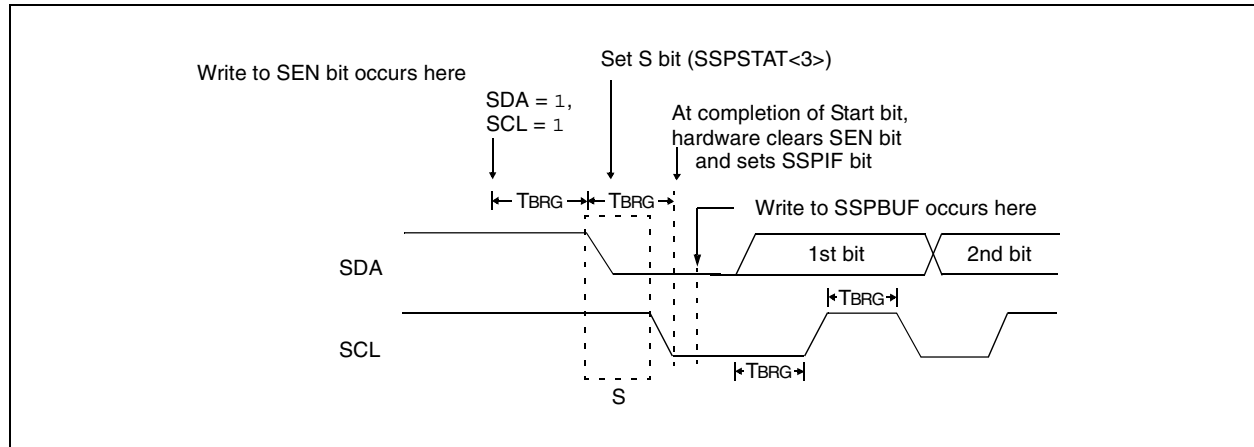 Write to SEN bit occurs here
Set S bit (SSPSTAT<3>)
SDA = 1,
SCL = 1
At completion of Start bit,
hardware clears SEN bit
and sets SSPIF bit
TBRG
TBRG
Write to SSPBUF occurs here
SDA
1st bit
2nd bit
TBRG
SCL
TBRG
S